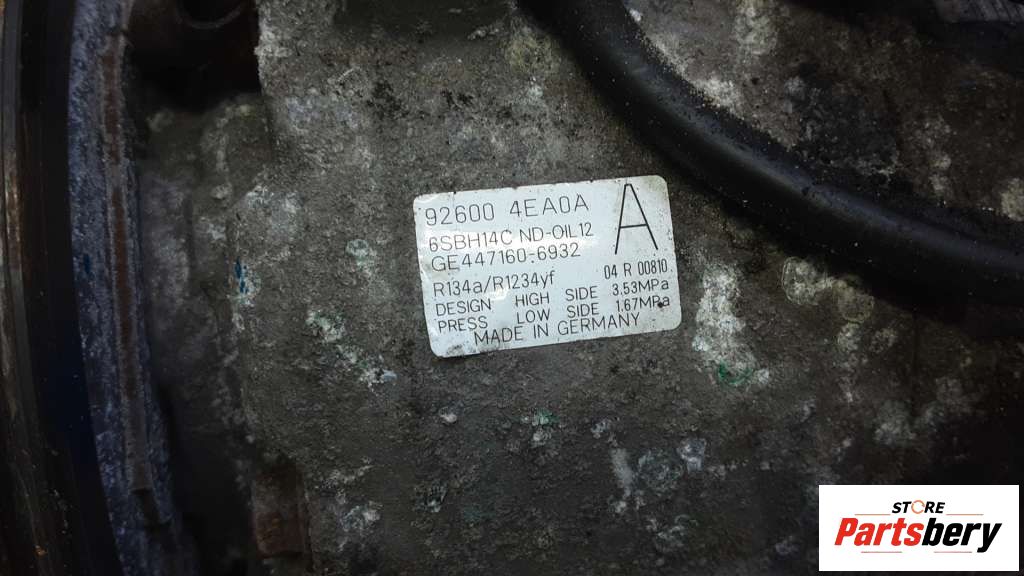 92600 4EA0A
A
6SBH14C ND-OIL12
GE447160-6932
R134a/R1234yf 04 R 00810
DESIGN HIGH SIDE 3.53MPa
PRESS LOW SIDE 1.67MPa
MADE IN GERMANY
STORE
Partsbery